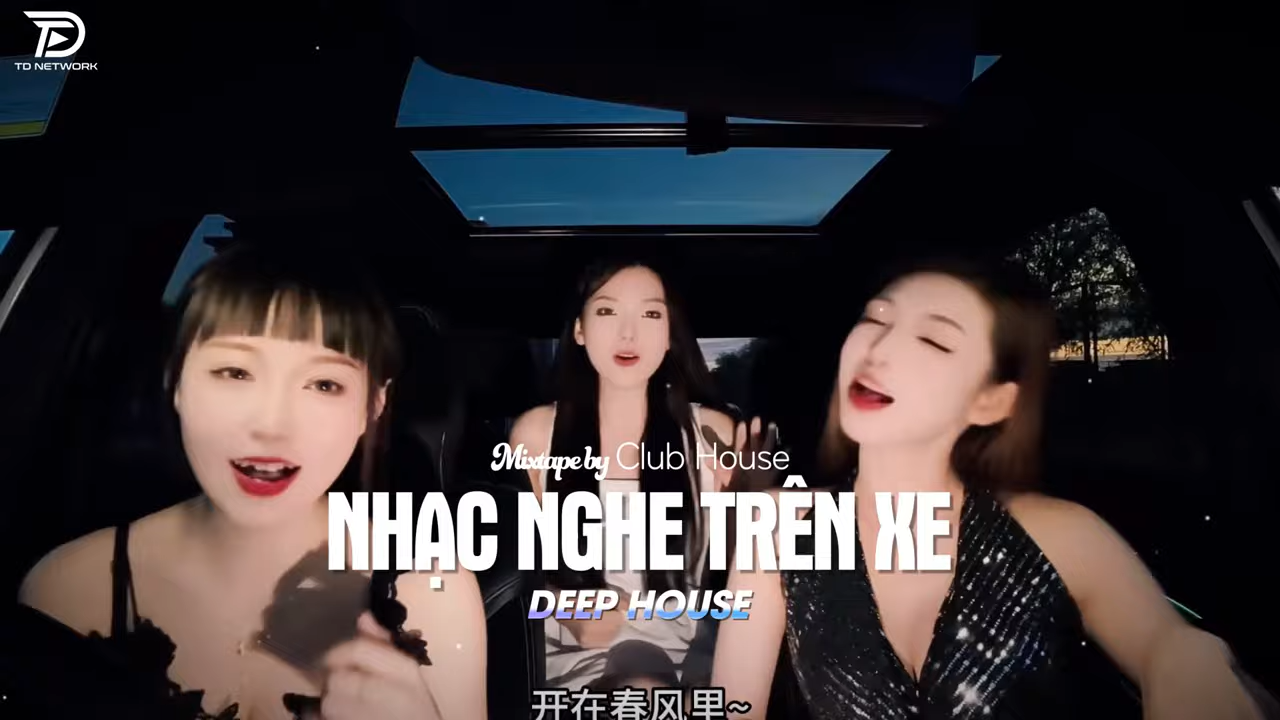 TD NETWORK
Mixtape by Club House
NHẠC NGHE TRÊN XE
DEEP HOUSE
开在春风里~